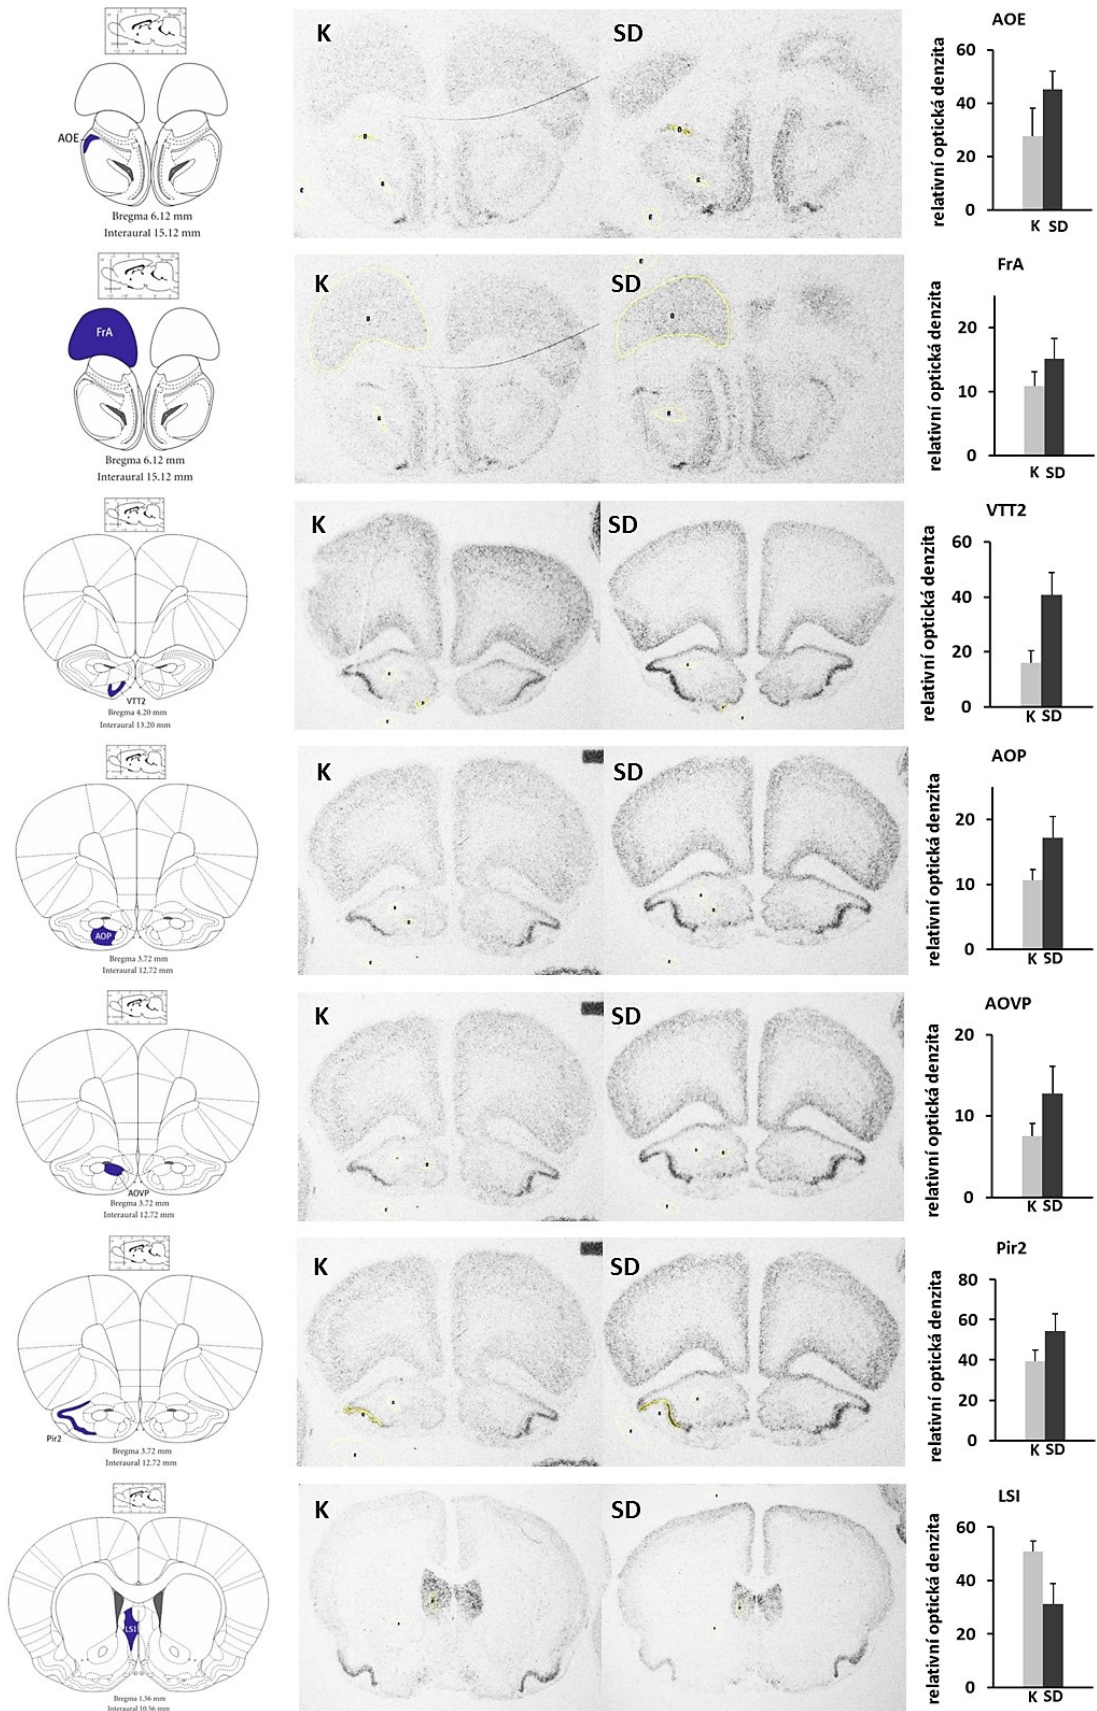 K
SD
AOE
60
40
20
0
relativní optická denzita
K SD
AOE
Bregma 6.12 mm
Interaural 15.12 mm
K
SD
FrA
20
10
0
relativní optická denzita
K SD
FrA
Bregma 6.12 mm
Interaural 15.12 mm
K
SD
VTT2
60
40
20
0
relativní optická denzita
K SD
VTT2
Bregma 4.20 mm
Interaural 13.20 mm
K
SD
AOP
20
10
0
relativní optická denzita
K SD
AOP
Bregma 3.72 mm
Interaural 12.72 mm
K
SD
AOVP
20
10
0
relativní optická denzita
K SD
AOVP
Bregma 3.72 mm
Interaural 12.72 mm
K
SD
Pir2
80
60
40
20
0
relativní optická denzita
K SD
Pir2
Bregma 3.72 mm
Interaural 12.72 mm
K
SD
LSI
60
40
20
0
relativní optická denzita
K SD
LSI
Bregma 1.56 mm
Interaural 10.56 mm